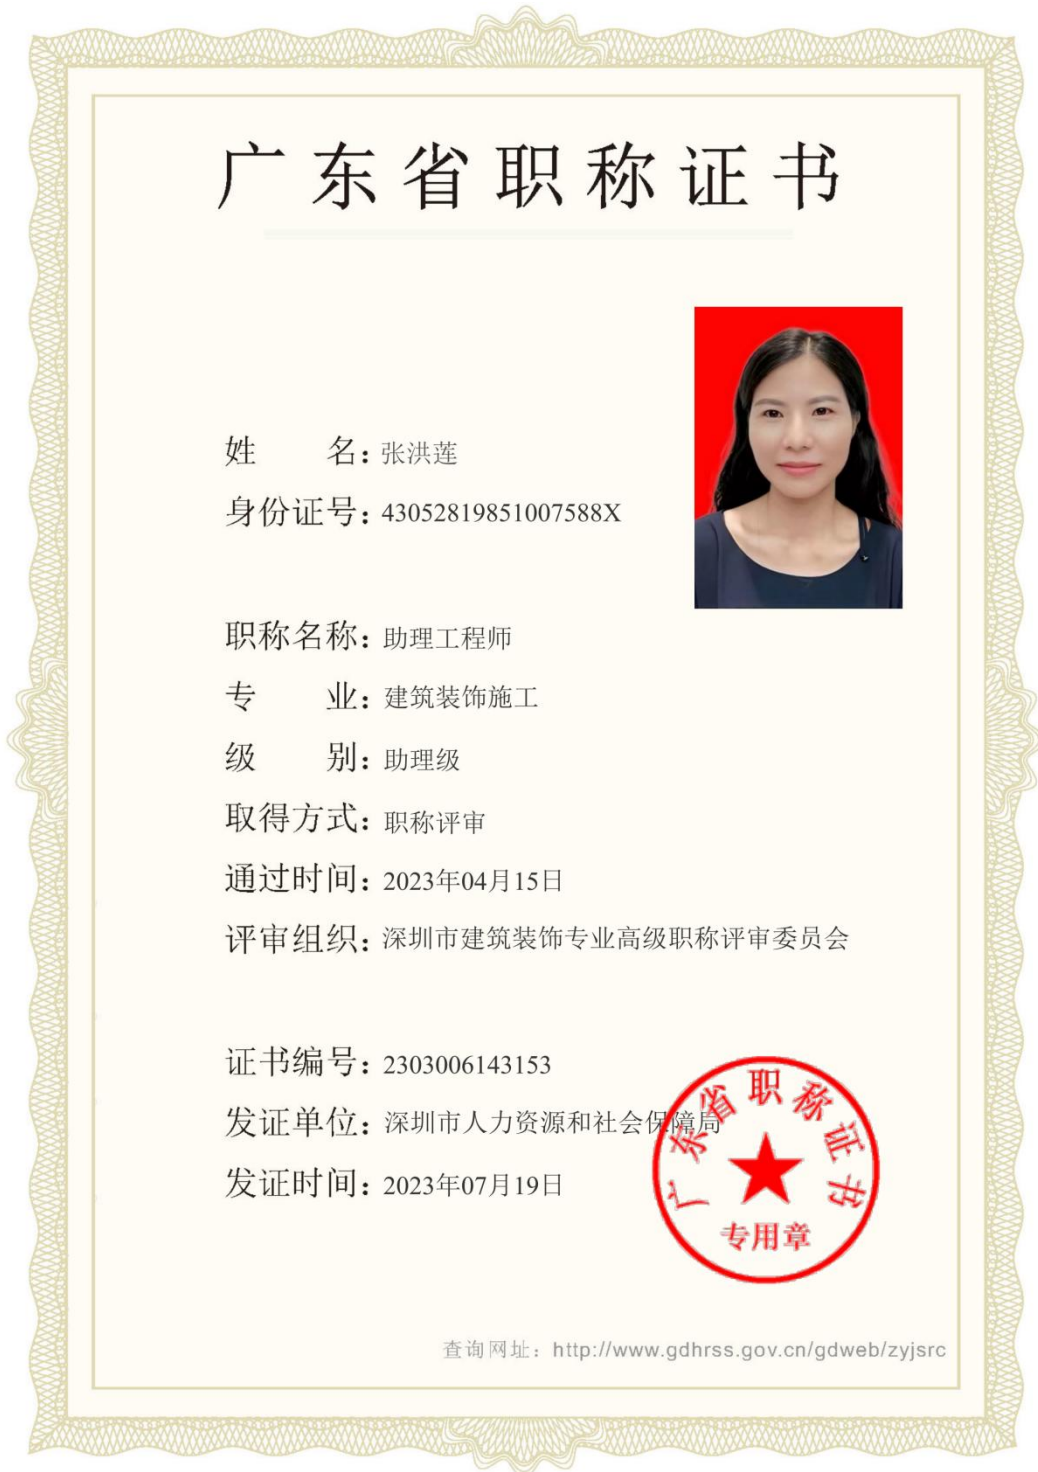 广东省职称证书
姓 名：张洪莲
身份证号：43052819851007588X
职称名称：助理工程师
专 业：建筑装饰施工
级 别：助理级
取得方式：职称评审
通过时间：2023年04月15日
评审组织：深圳市建筑装饰专业高级职称评审委员会
证书编号：2303006143153
发证单位：深圳市人力资源和社会保障局
发证时间：2023年07月19日
广东省职称证书
专用章
查询网址：http://www.gdhrss.gov.cn/gdweb/zyjsrc